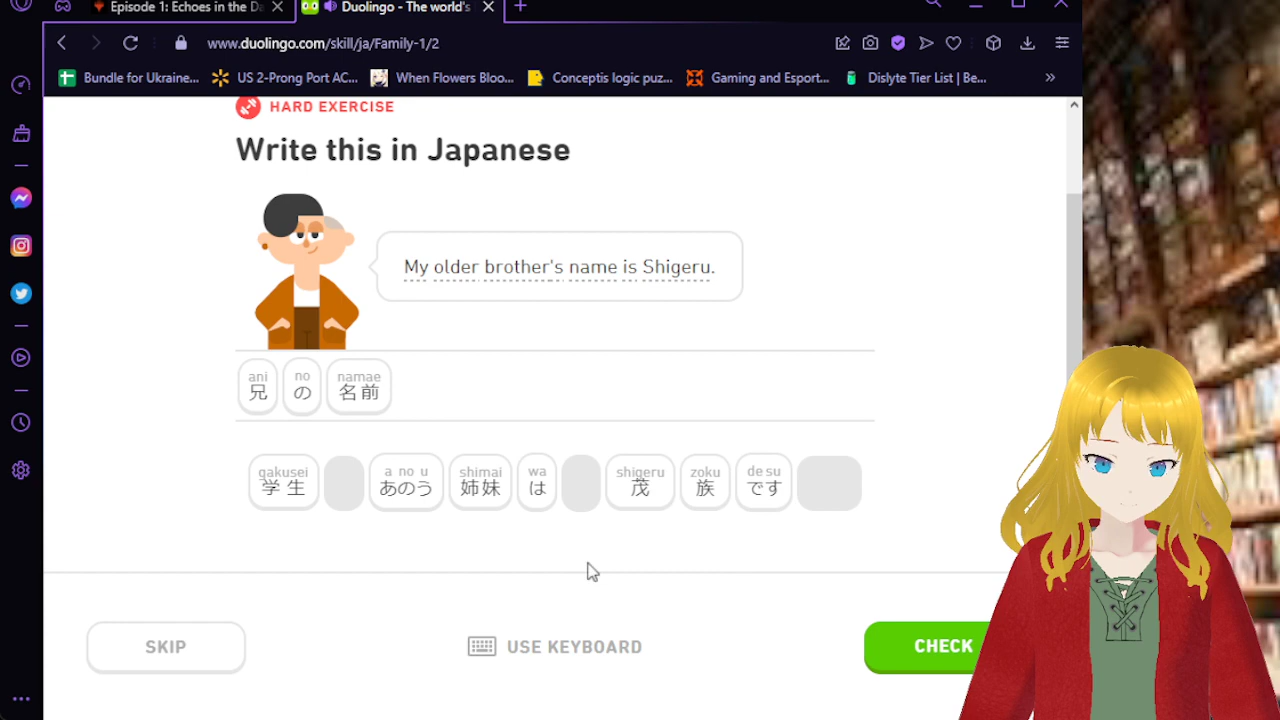 Episode 1: Echoes in the Da
Duolingo - The world's
www.duolingo.com/skill/ja/Family-1/2
Bundle for Ukraine... US 2-Prong Port AC... When Flowers Bloo... Conceptis logic puz... Gaming and Esport... Dislyte Tier List | Be... »
HARD EXERCISE
Write this in Japanese
My older brother's name is Shigeru.
ani no namae
兄 の 名前
gakusei a no u shimai wa shigeru zoku de su
学生 あのう 姉妹 は 茂 族 です
SKIP USE KEYBOARD CHECK